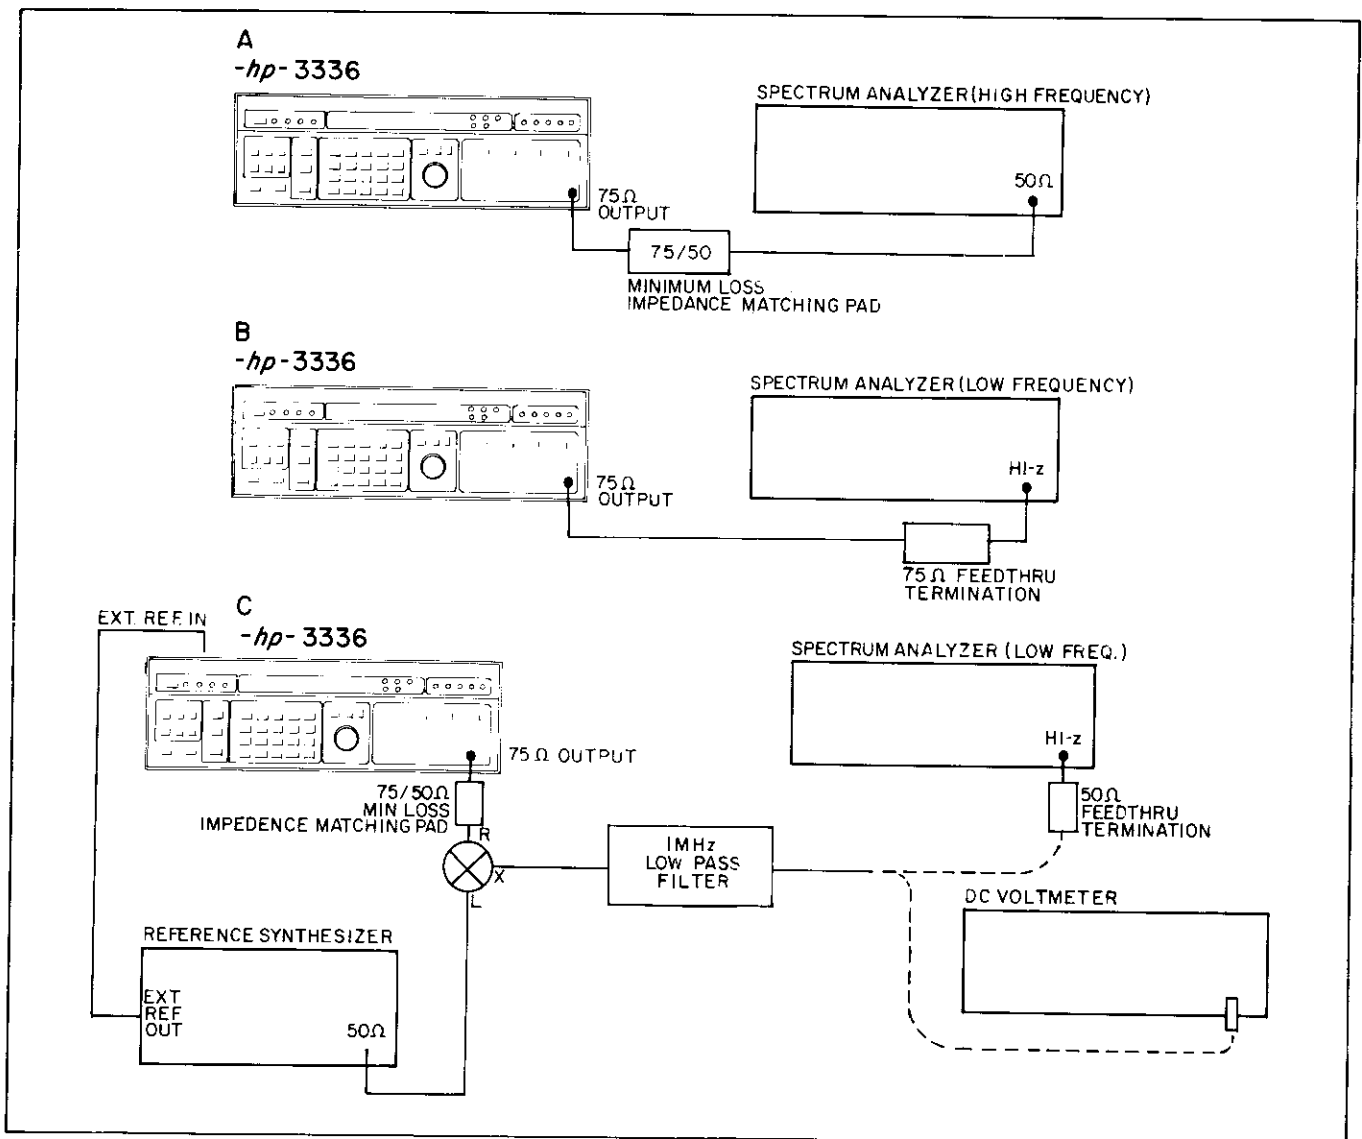 A
-hp-3336
SPECTRUM ANALYZER (HIGH FREQUENCY)
50Ω
75Ω
OUTPUT
75/50
MINIMUM LOSS
IMPEDANCE MATCHING PAD
B
-hp-3336
SPECTRUM ANALYZER (LOW FREQUENCY)
HI-z
75Ω
OUTPUT
75Ω FEEDTHRU
TERMINATION
C
-hp-3336
EXT. REF. IN
SPECTRUM ANALYZER (LOW FREQ.)
HI-z
75Ω OUTPUT
75/50Ω
MIN LOSS
IMPEDENCE MATCHING PAD
R
X
L
1MHz
LOW PASS
FILTER
50Ω
FEEDTHRU
TERMINATION
DC VOLTMETER
REFERENCE SYNTHESIZER
EXT
REF
OUT
50Ω